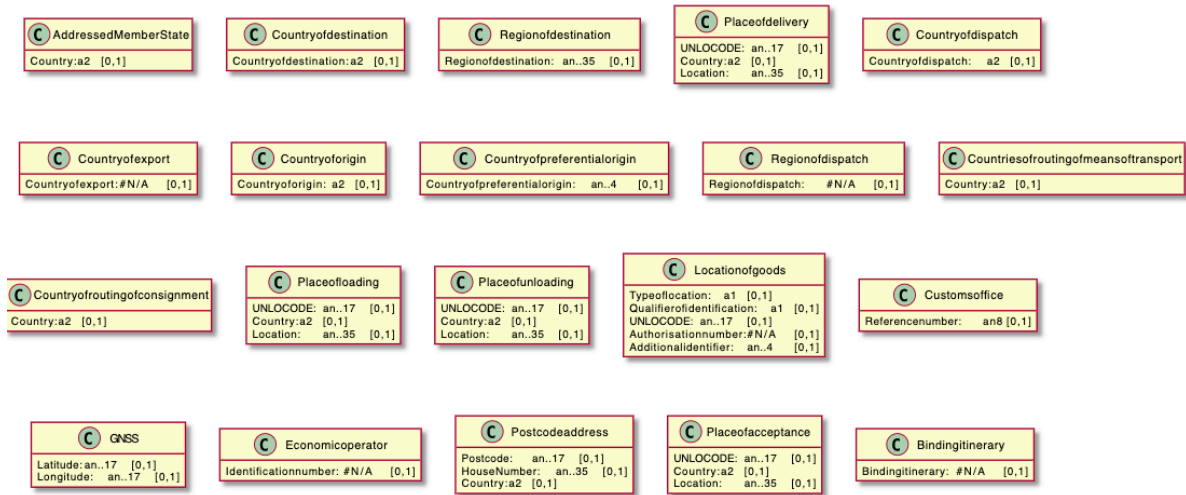 C AddressedMemberState
Country:a2 [0,1]
C Countryofdestination
Countryofdestination:a2 [0,1]
C Regionofdestination
Regionofdestination: an..35 [0,1]
C Placeofdelivery
UNLOCODE: an..17 [0,1]
Country:a2 [0,1]
Location: an..35 [0,1]
C Countryofdispatch
Countryofdispatch: a2 [0,1]
C Countryofexport
Countryofexport:#N/A [0,1]
C Countryoforigin
Countryoforigin: a2 [0,1]
C Countryofpreferentialorigin
Countryofpreferentialorigin: an..4 [0,1]
C Regionofdispatch
Regionofdispatch: #N/A [0,1]
C Countriesofroutingofmeansoftransport
Country:a2 [0,1]
C Countryofroutingofconsignment
Country:a2 [0,1]
C Placeofloading
UNLOCODE: an..17 [0,1]
Country:a2 [0,1]
Location: an..35 [0,1]
C Placeofunloading
UNLOCODE: an..17 [0,1]
Country:a2 [0,1]
Location: an..35 [0,1]
C Locationofgoods
Typeoflocation: a1 [0,1]
Qualifierofidentification: a1 [0,1]
UNLOCODE: an..17 [0,1]
Authorisationnumber:#N/A [0,1]
Additionalidentifier: an..4 [0,1]
C Customsoffice
Referencenumber: an8 [0,1]
C GNSS
Latitude:an..17 [0,1]
Longitude: an..17 [0,1]
C Economicoperator
Identificationnumber: #N/A [0,1]
C Postcodeaddress
Postcode: an..17 [0,1]
HouseNumber: an..35 [0,1]
Country:a2 [0,1]
C Placeofacceptance
UNLOCODE: an..17 [0,1]
Country:a2 [0,1]
Location: an..35 [0,1]
C Bindingitinerary
Bindingitinerary: #N/A [0,1]